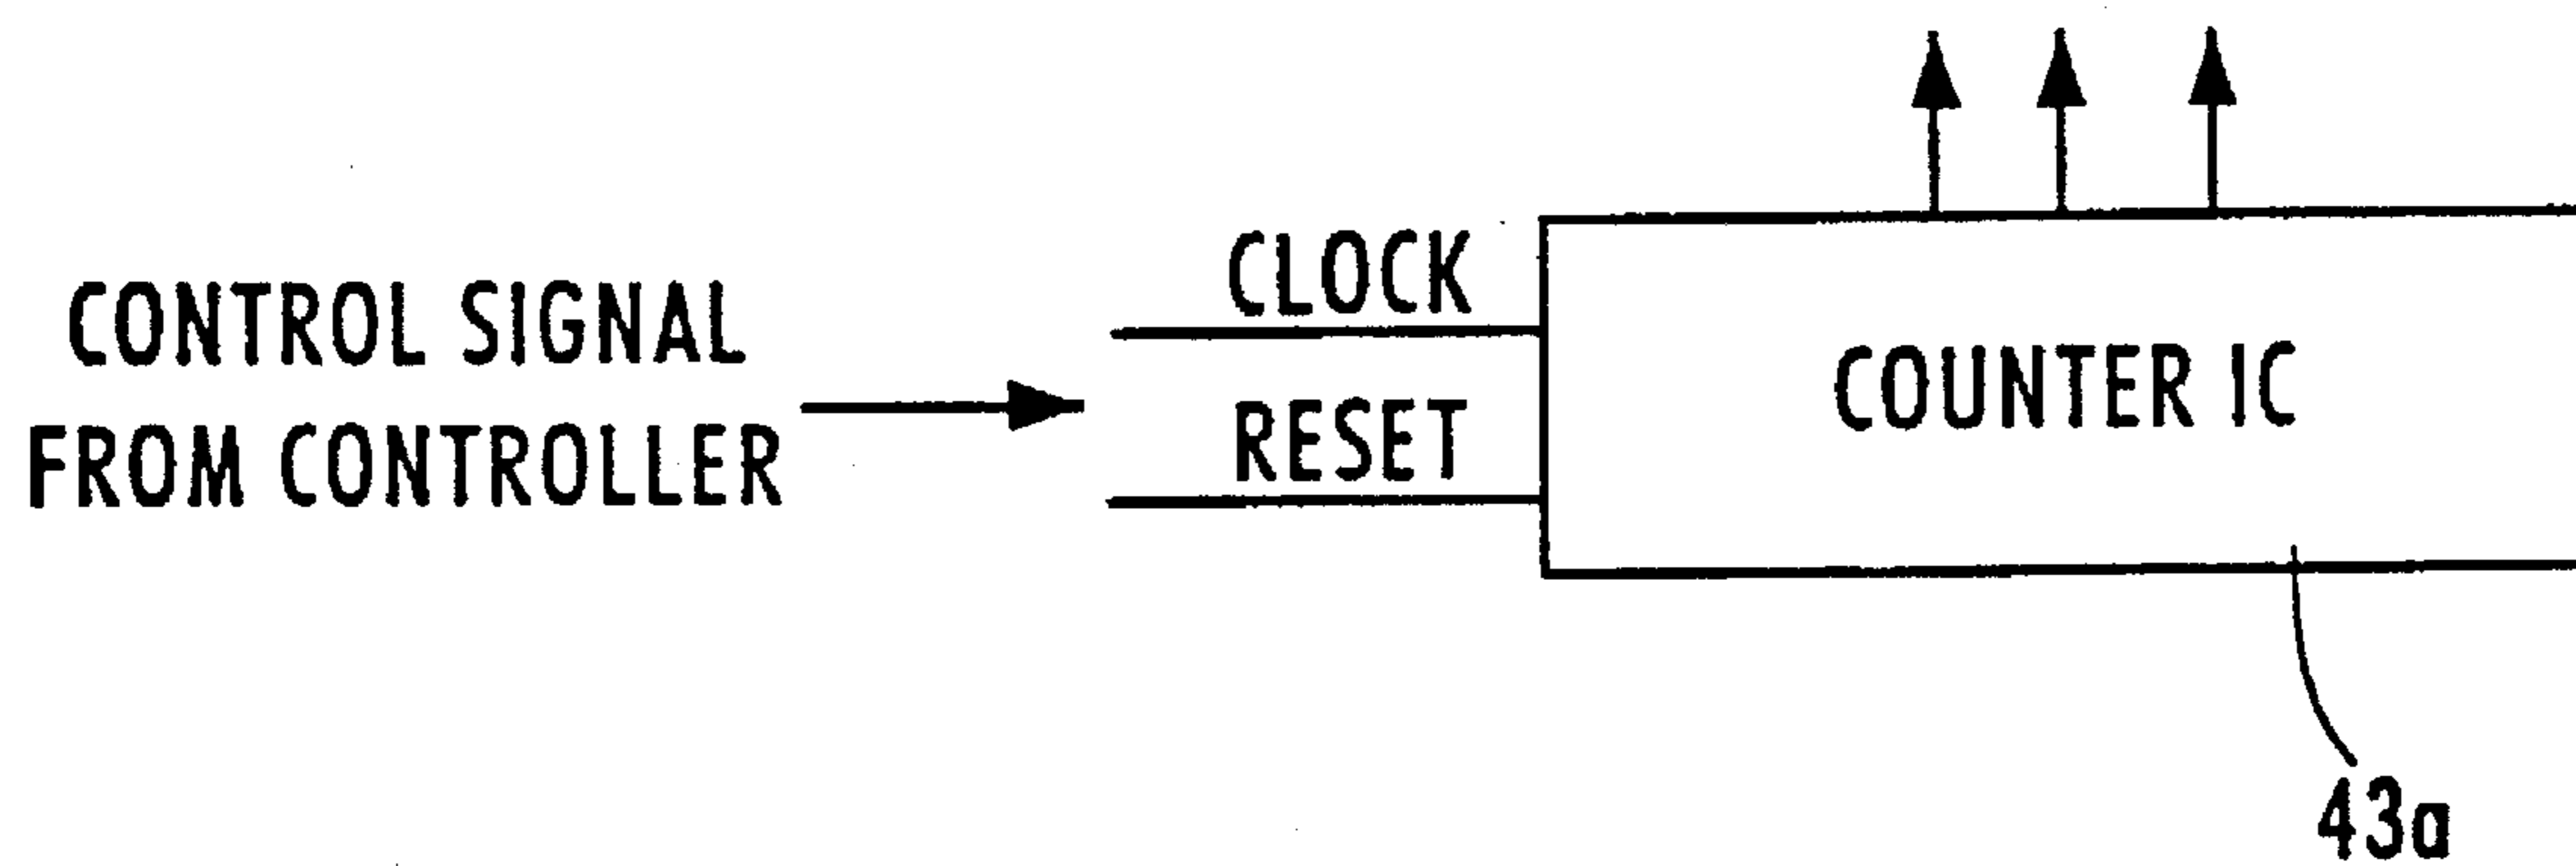 CONTROL SIGNAL
FROM CONTROLLER
CLOCK
RESET
COUNTER IC
43a